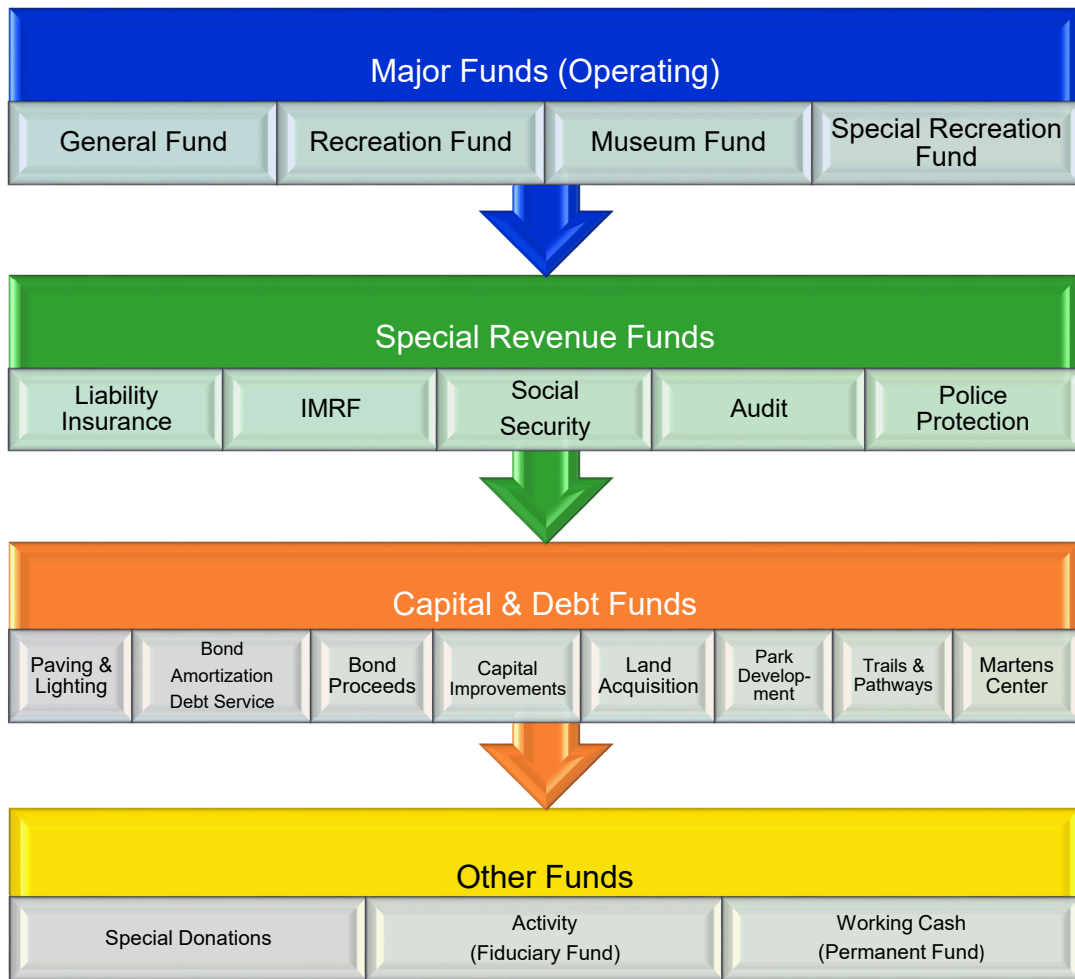 Major Funds (Operating)
General Fund
Recreation Fund
Museum Fund
Special Recreation
Fund
Special Revenue Funds
Liability
Insurance
IMRF
Social
Security
Audit
Police
Protection
Capital & Debt Funds
Paving &
Lighting
Bond
Amortization
Debt Service
Bond
Proceeds
Capital
Improvements
Land
Acquisition
Park
Develop-
ment
Trails &
Pathways
Martens
Center
Other Funds
Special Donations
Activity
(Fiduciary Fund)
Working Cash
(Permanent Fund)